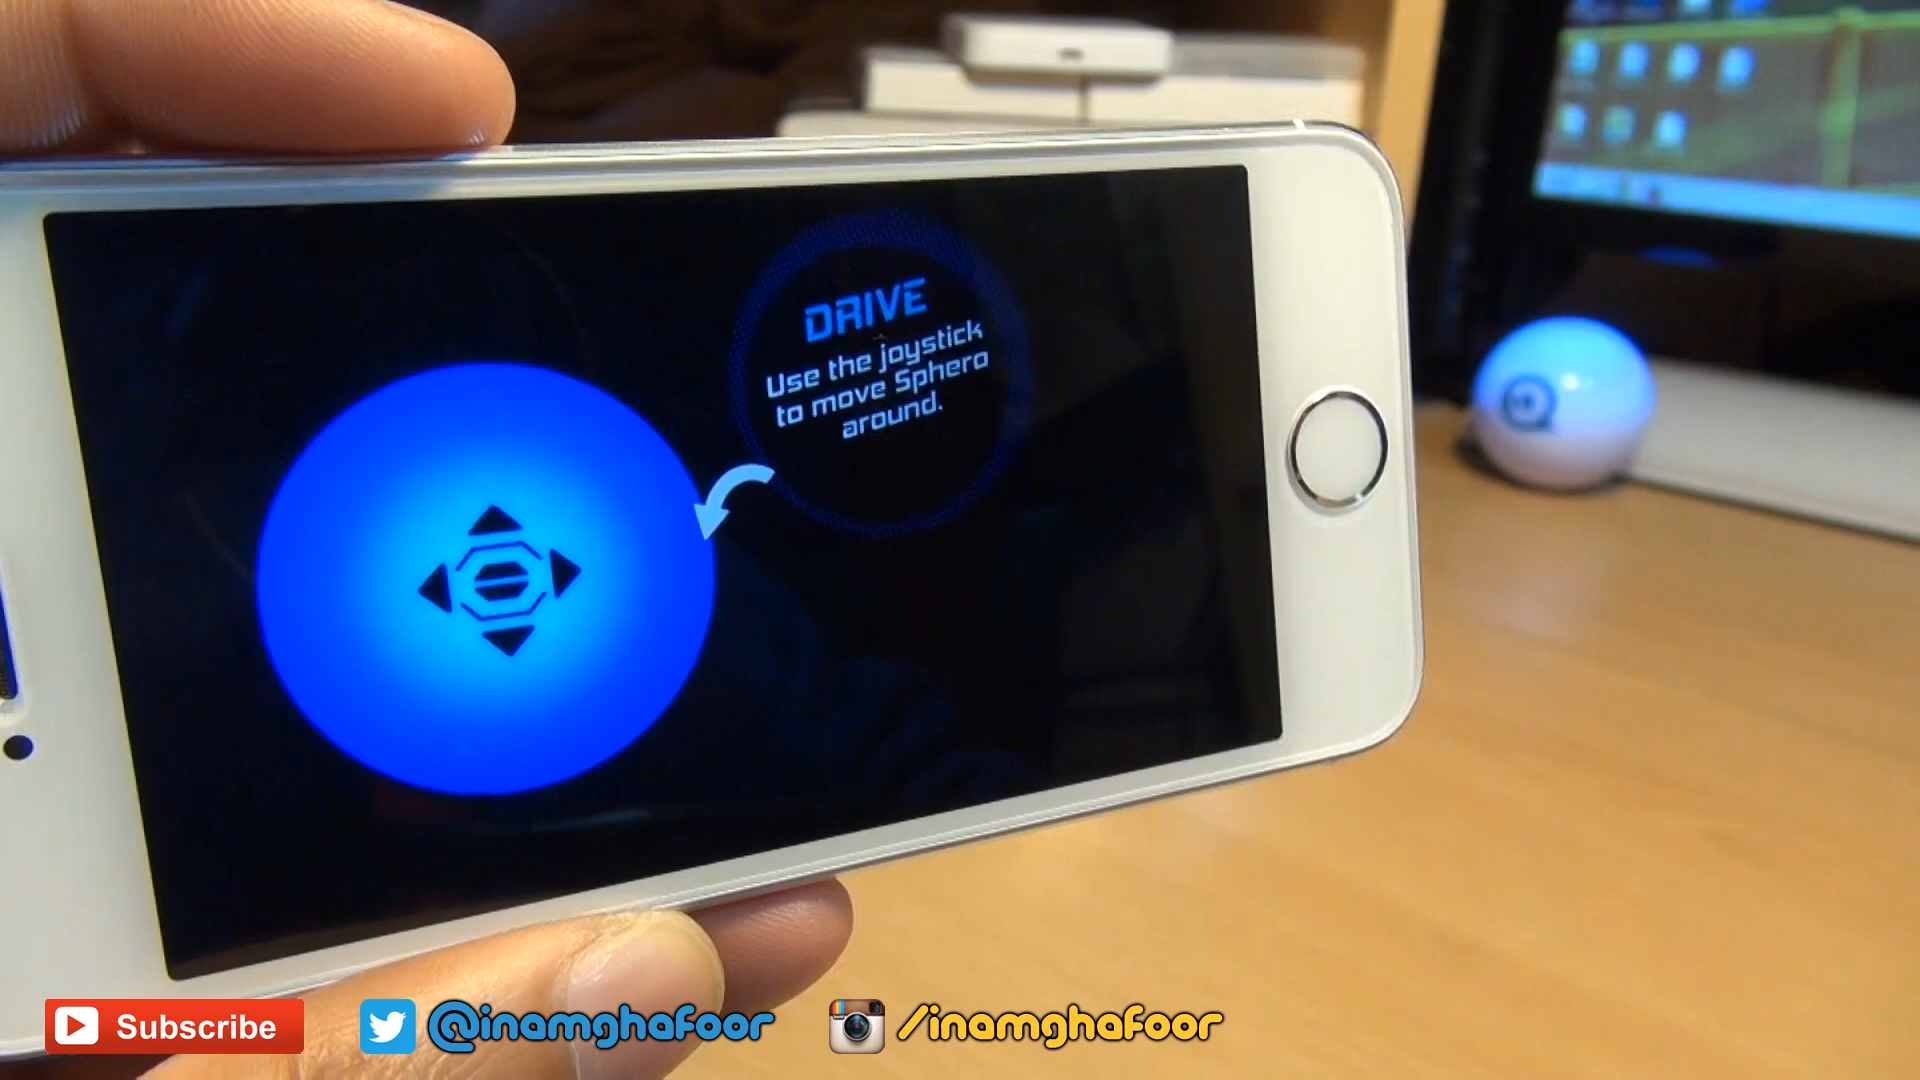 DRIVE
Use the joystick
to move Sphero
around.
Subscribe
@inamghafoor
/inamghafoor